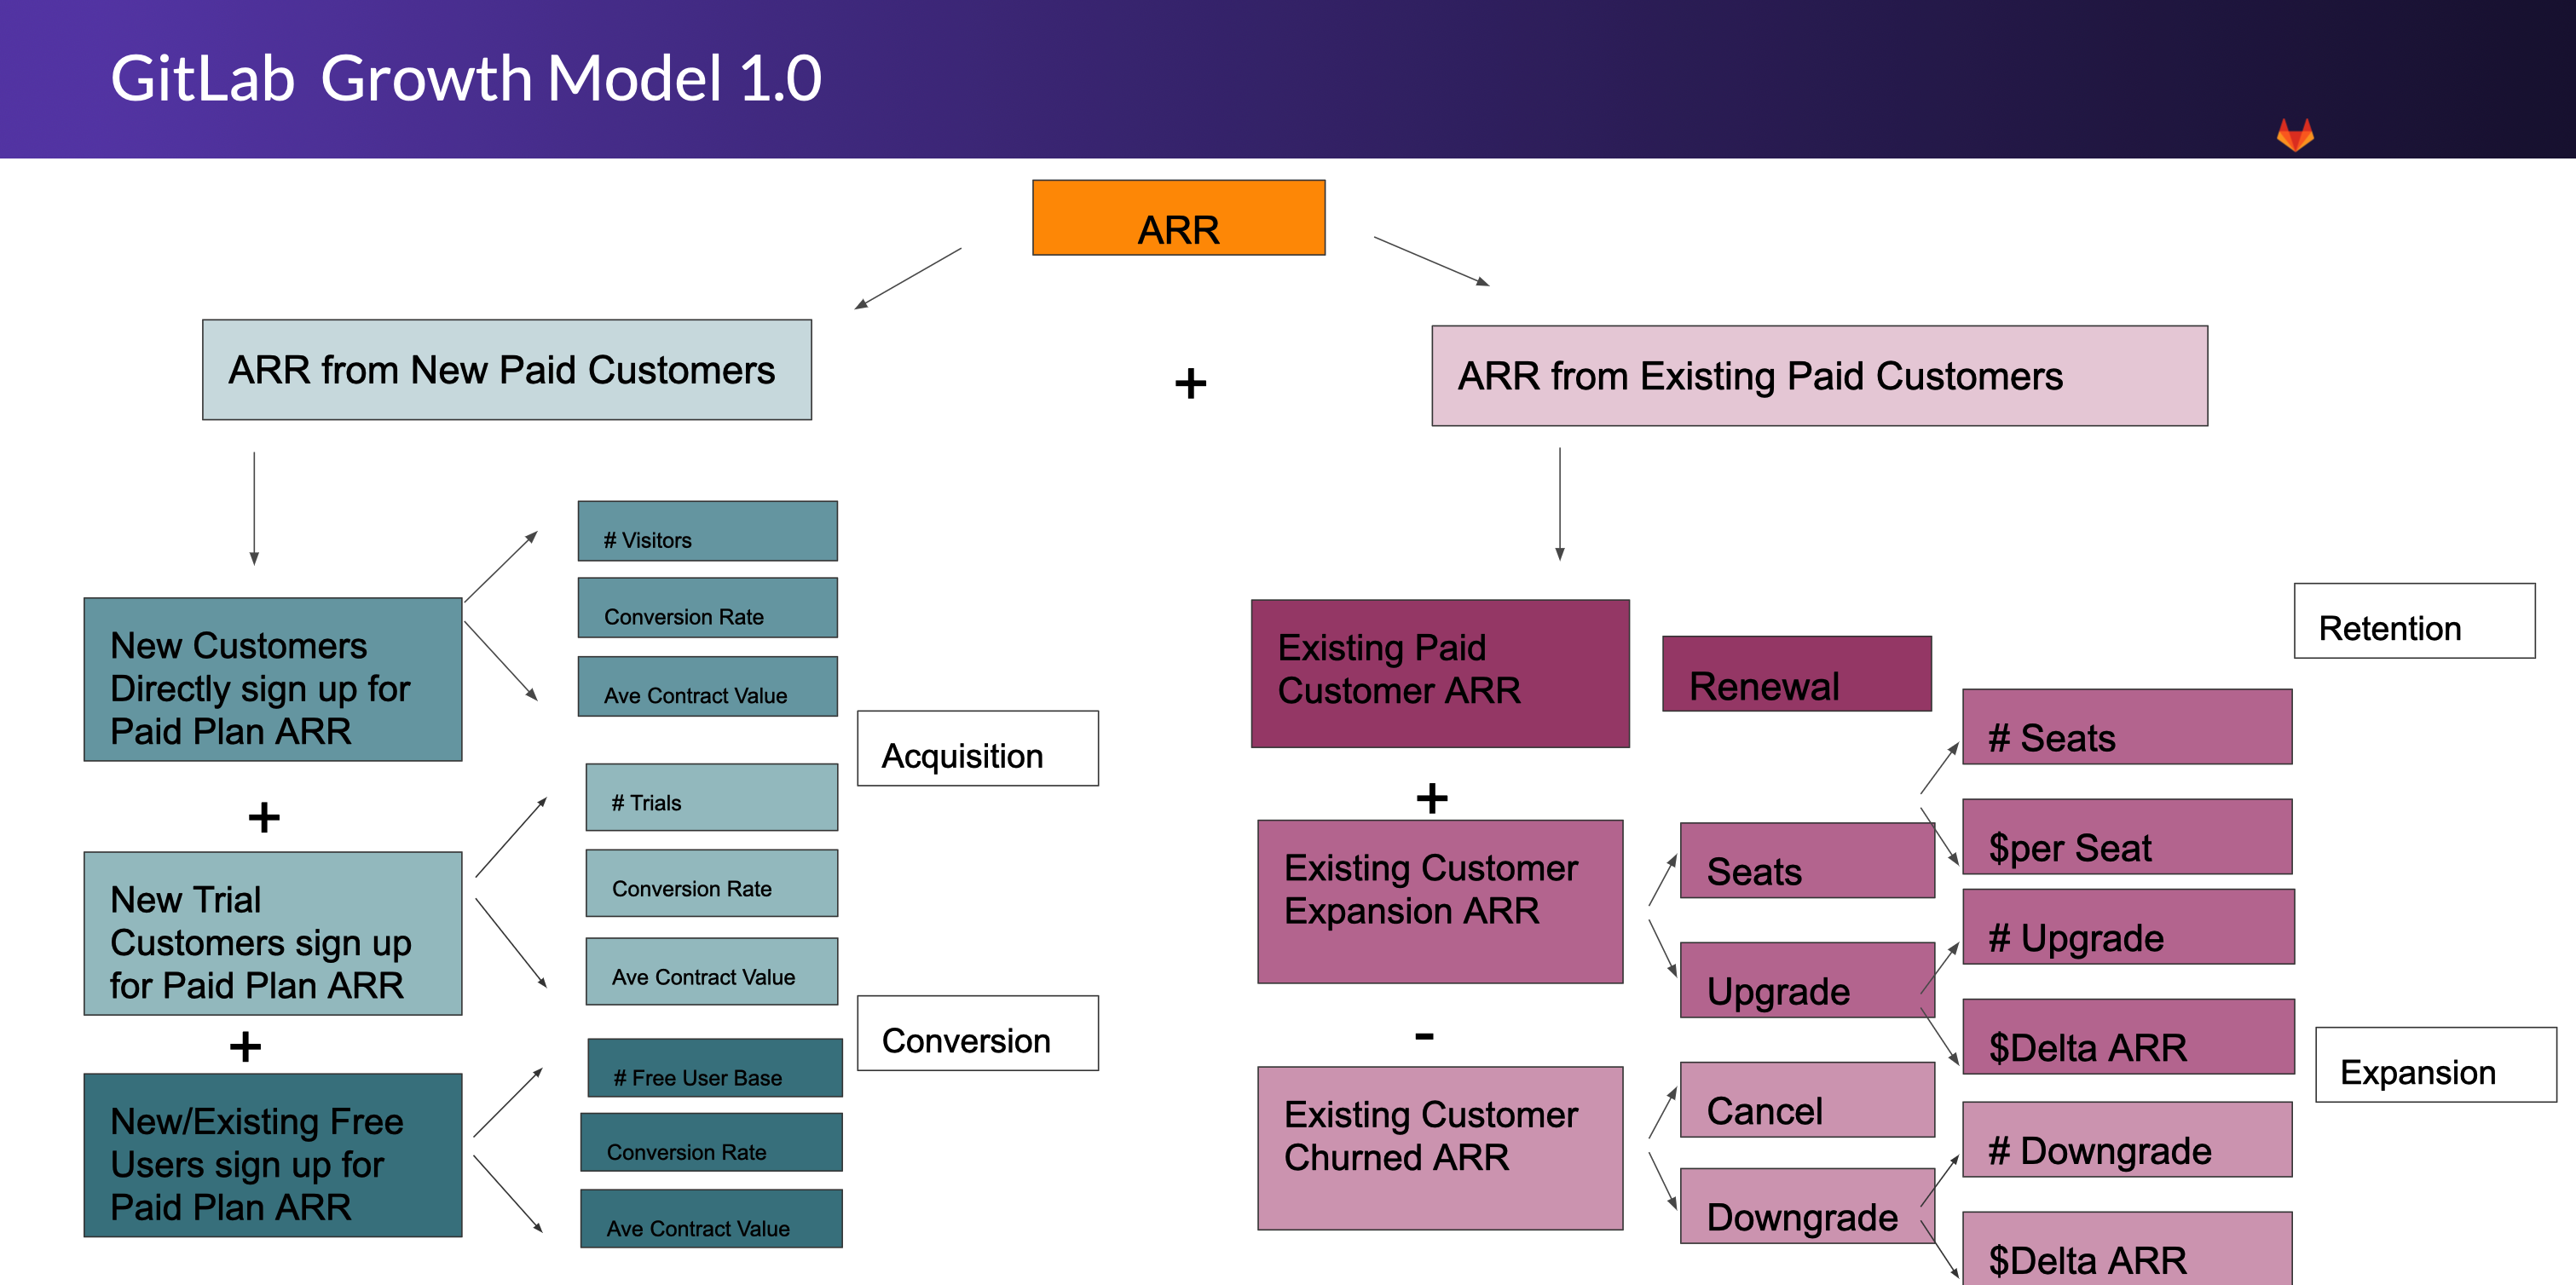 GitLab Growth Model 1.0
ARR
ARR from New Paid Customers
+
ARR from Existing Paid Customers
New Customers
Directly sign up for
Paid Plan ARR
# Visitors
Conversion Rate
Ave Contract Value
Acquisition
+
New Trial
Customers sign up
for Paid Plan ARR
# Trials
Conversion Rate
Ave Contract Value
Conversion
+
New/Existing Free
Users sign up for
Paid Plan ARR
# Free User Base
Conversion Rate
Ave Contract Value
Existing Paid
Customer ARR
Renewal
Retention
+
Existing Customer
Expansion ARR
Seats
# Seats
$per Seat
Upgrade
# Upgrade
$Delta ARR
Expansion
-
Existing Customer
Churned ARR
Cancel
Downgrade
# Downgrade
$Delta ARR